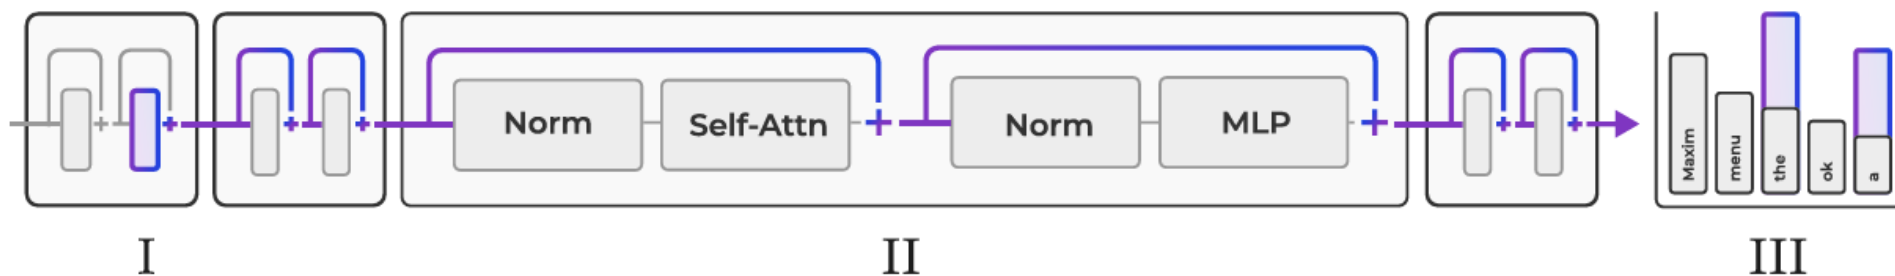 Norm
Self-Attn
Norm
MLP
Maxim
menu
the
ok
a
I
II
III